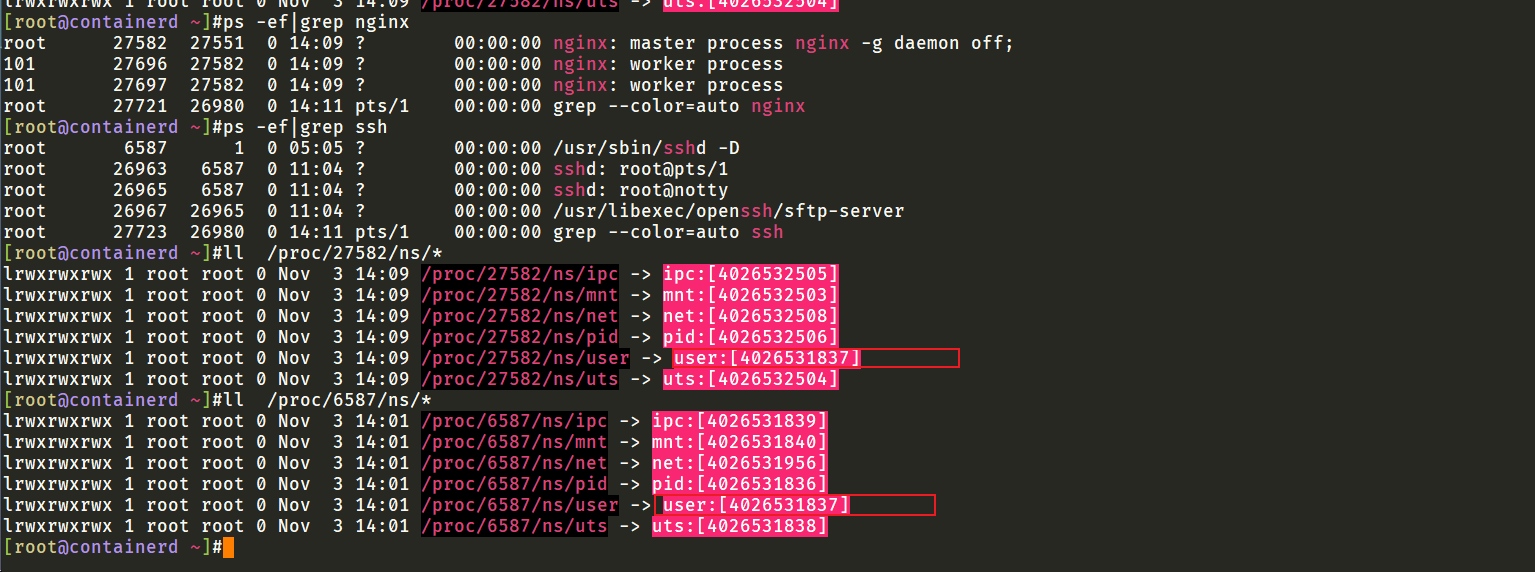 lrwxrwxrwx 1 root root 0 Nov  3 14:09 /proc/27582/ns/uts -> uts:[4026532504]
[root@containerd ~]#ps -ef|grep nginx
root      27582  27551  0 14:09 ?        00:00:00 nginx: master process nginx -g daemon off;
101       27696  27582  0 14:09 ?        00:00:00 nginx: worker process
101       27697  27582  0 14:09 ?        00:00:00 nginx: worker process
root      27721  26980  0 14:11 pts/1    00:00:00 grep --color=auto nginx
[root@containerd ~]#ps -ef|grep ssh
root       6587      1  0 05:05 ?        00:00:00 /usr/sbin/sshd -D
root      26963   6587  0 11:04 ?        00:00:00 sshd: root@pts/1
root      26965   6587  0 11:04 ?        00:00:00 sshd: root@notty
root      26967  26965  0 11:04 ?        00:00:00 /usr/libexec/openssh/sftp-server
root      27723  26980  0 14:11 pts/1    00:00:00 grep --color=auto ssh
[root@containerd ~]#ll  /proc/27582/ns/*
lrwxrwxrwx 1 root root 0 Nov  3 14:09 /proc/27582/ns/ipc -> ipc:[4026532505]
lrwxrwxrwx 1 root root 0 Nov  3 14:09 /proc/27582/ns/mnt -> mnt:[4026532503]
lrwxrwxrwx 1 root root 0 Nov  3 14:09 /proc/27582/ns/net -> net:[4026532508]
lrwxrwxrwx 1 root root 0 Nov  3 14:09 /proc/27582/ns/pid -> pid:[4026532506]
lrwxrwxrwx 1 root root 0 Nov  3 14:09 /proc/27582/ns/user -> user:[4026531837]
lrwxrwxrwx 1 root root 0 Nov  3 14:09 /proc/27582/ns/uts -> uts:[4026532504]
[root@containerd ~]#ll  /proc/6587/ns/*
lrwxrwxrwx 1 root root 0 Nov  3 14:01 /proc/6587/ns/ipc -> ipc:[4026531839]
lrwxrwxrwx 1 root root 0 Nov  3 14:01 /proc/6587/ns/mnt -> mnt:[4026531840]
lrwxrwxrwx 1 root root 0 Nov  3 14:01 /proc/6587/ns/net -> net:[4026531956]
lrwxrwxrwx 1 root root 0 Nov  3 14:01 /proc/6587/ns/pid -> pid:[4026531836]
lrwxrwxrwx 1 root root 0 Nov  3 14:01 /proc/6587/ns/user -> user:[4026531837]
lrwxrwxrwx 1 root root 0 Nov  3 14:01 /proc/6587/ns/uts -> uts:[4026531838]
[root@containerd ~]#